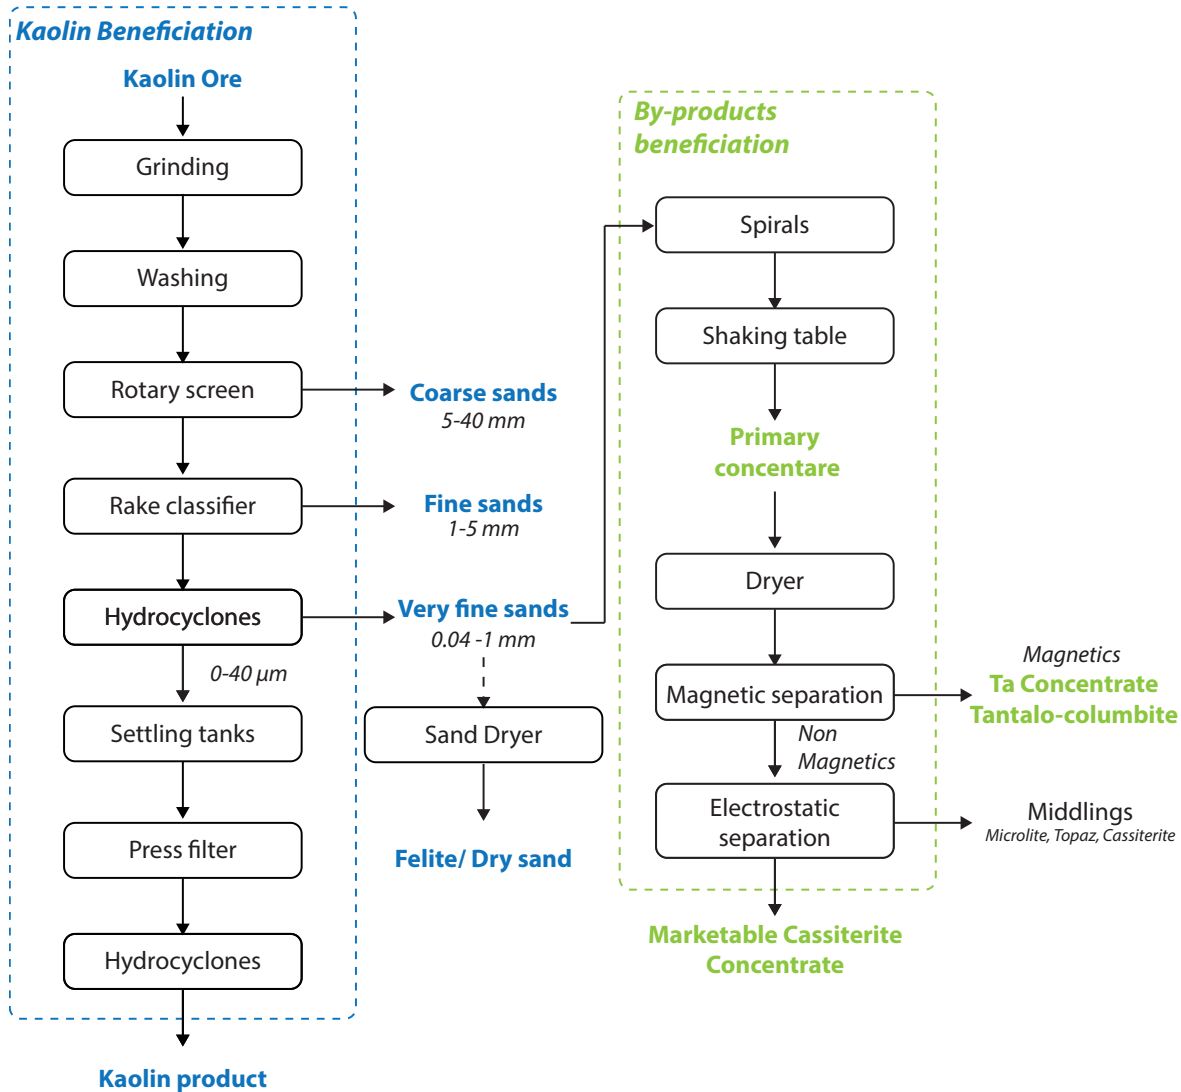 Kaolin Beneficiation
Kaolin Ore
Grinding
Washing
Rotary screen
Coarse sands
5-40 mm
Rake classifier
Fine sands
1-5 mm
Hydrocyclones
Very fine sands
0.04 -1 mm
0-40 µm
Settling tanks
Sand Dryer
Press filter
Felite/ Dry sand
Hydrocyclones
Kaolin product
By-products
beneficiation
Spirals
Shaking table
Primary
concentare
Dryer
Magnetic separation
Magnetics
Ta Concentrate
Tantalo-columbite
Non
Magnetics
Electrostatic
separation
Middlings
Microlite, Topaz, Cassiterite
Marketable Cassiterite
Concentrate